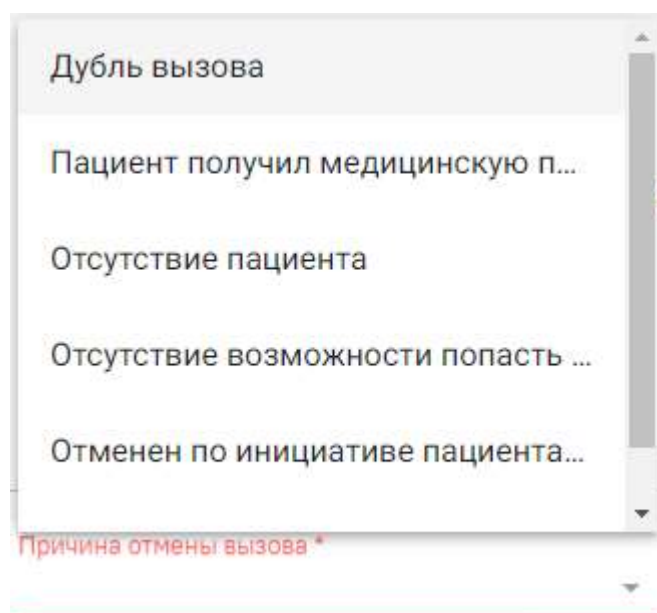 Дубль вызова
Пациент получил медицинскую п...
Отсутствие пациента
Отсутствие возможности попасть ...
Отменен по инициативе пациента...
Причина отмены вызова *